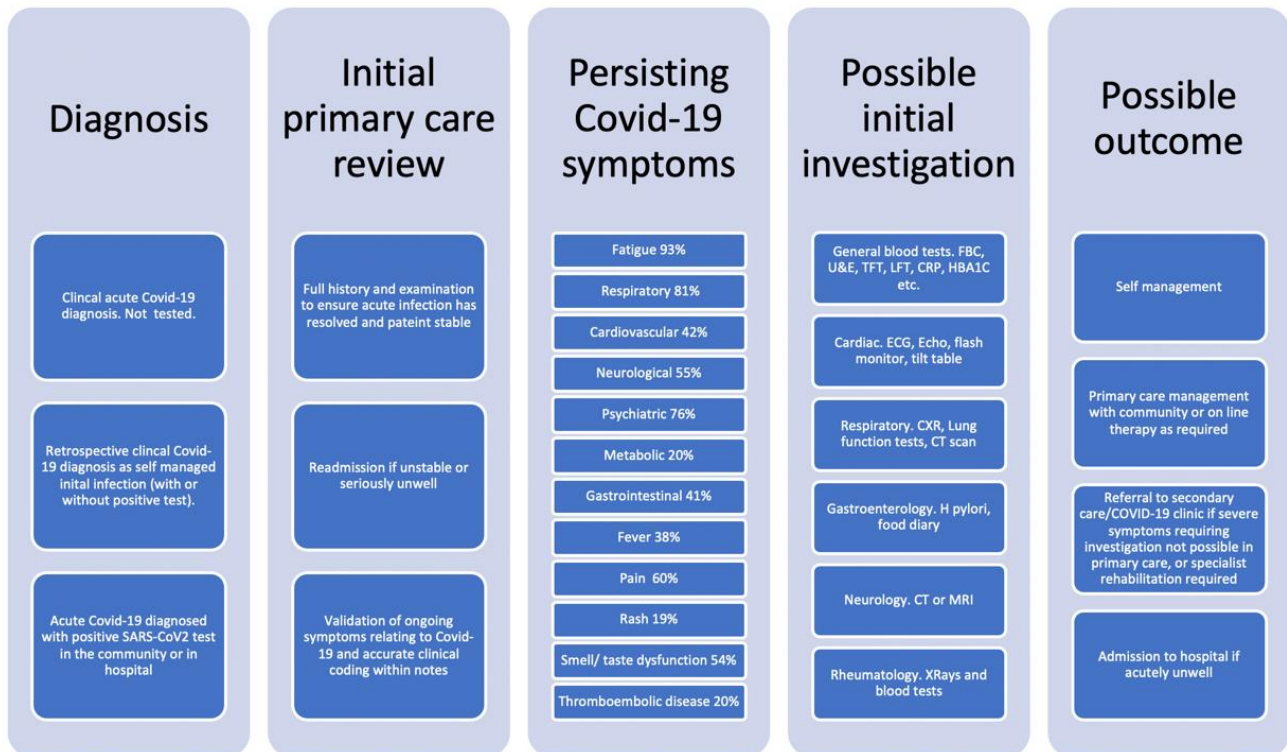 Diagnosis
Clincal acute Covid-19
diagnosis. Not tested.
Retrospective clincal Covid-
19 diagnosis as self managed
inital infection (with or
without positive test).
Acute Covid-19 diagnosed
with positive SARS-CoV2 test
in the community or in
hospital
Initial
primary care
review
Full history and examination
to ensure acute infection has
resolved and pateint stable
Readmission if unstable or
seriously unwell
Validation of ongoing
symptoms relating to Covid-
19 and accurate clinical
coding within notes
Persisting
Covid-19
symptoms
Fatigue 93%
Respiratory 81%
Cardiovascular 42%
Neurological 55%
Psychiatric 76%
Metabolic 20%
Gastrointestinal 41%
Fever 38%
Pain 60%
Rash 19%
Smell/ taste dysfunction 54%
Thromboembolic disease 20%
Possible
initial
investigation
General blood tests. FBC,
U&E, TFT, LFT, CRP, HBA1C
etc.
Cardiac. ECG, Echo, flash
monitor, tilt table
Respiratory. CXR, Lung
function tests, CT scan
Gastroenterology. H pylori,
food diary
Neurology. CT or MRI
Rheumatology. XRays and
blood tests
Possible
outcome
Self management
Primary care management
with community or on line
therapy as required
Referral to secondary
care/COVID-19 clinic if severe
symptoms requiring
investigation not possible in
primary care, or specialist
rehabilitation required
Admission to hospital if
acutely unwell